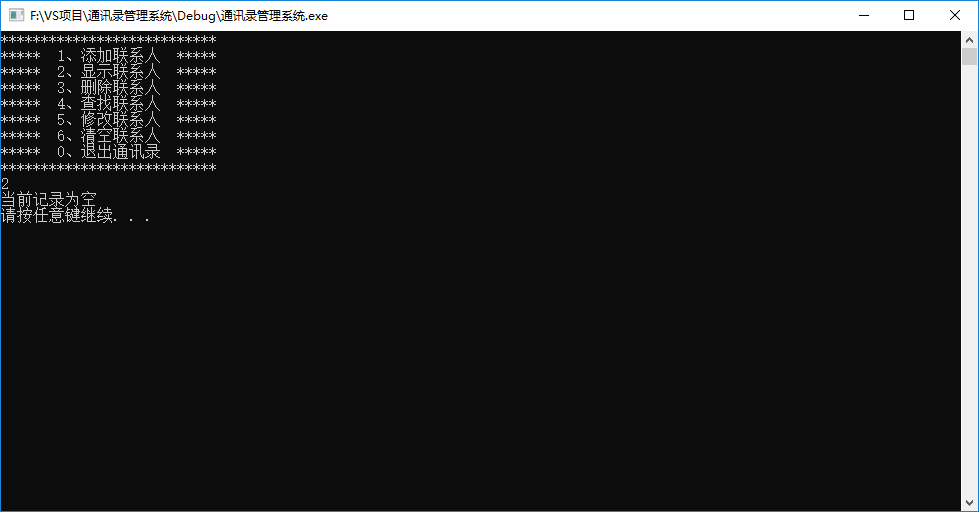 F:\VS项目\通讯录管理系统\Debug\通讯录管理系统.exe
***************************
*****  1、添加联系人  *****
*****  2、显示联系人  *****
*****  3、删除联系人  *****
*****  4、查找联系人  *****
*****  5、修改联系人  *****
*****  6、清空联系人  *****
*****  0、退出通讯录  *****
***************************
2
当前记录为空
请按任意键继续. . .